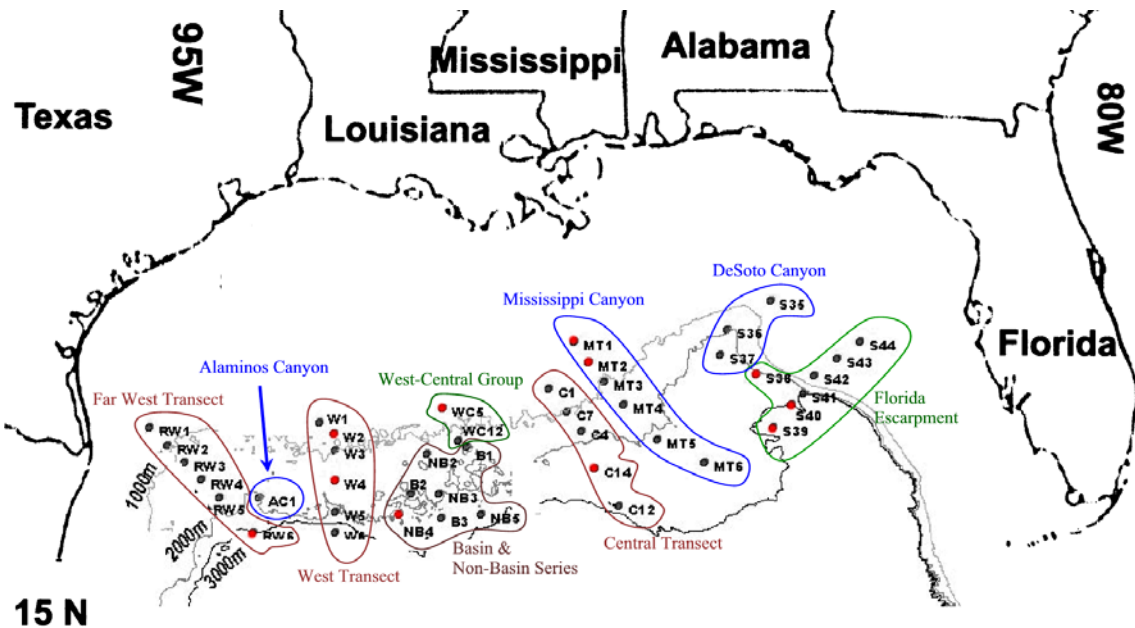 95W
Mississippi
Alabama
80W
Texas
Louisiana
Florida
DeSoto Canyon
S35
Mississippi Canyon
S36
S37
S44
S43
S42
S41
S38
S40
S39
Florida
Escarpment
MT1
MT2
MT3
MT4
MT5
MT6
Alaminos Canyon
West-Central Group
WC5
WC12
C1
C7
C4
C14
C12
Central Transect
Far West Transect
RW1
RW2
RW3
RW4
RW5
RW6
AC1
W1
W2
W3
W4
W5
W6
West Transect
NB2
B1
B2
NB3
NB4
B3
NB5
Basin &
Non-Basin Series
1000m
2000m
3000m
15 N